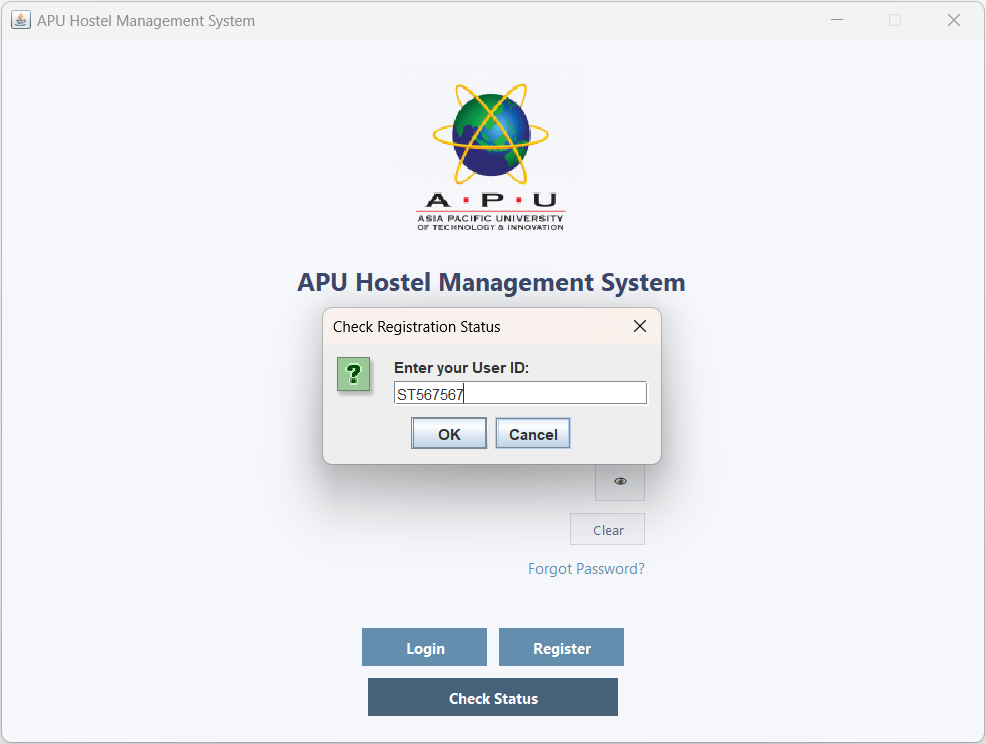 APU Hostel Management System
A·P·U
ASIA PACIFIC UNIVERSITY
OF TECHNOLOGY & INNOVATION
APU Hostel Management System
Check Registration Status
?
Enter your User ID:
ST567567
OK Cancel
Clear
Forgot Password?
Login Register
Check Status